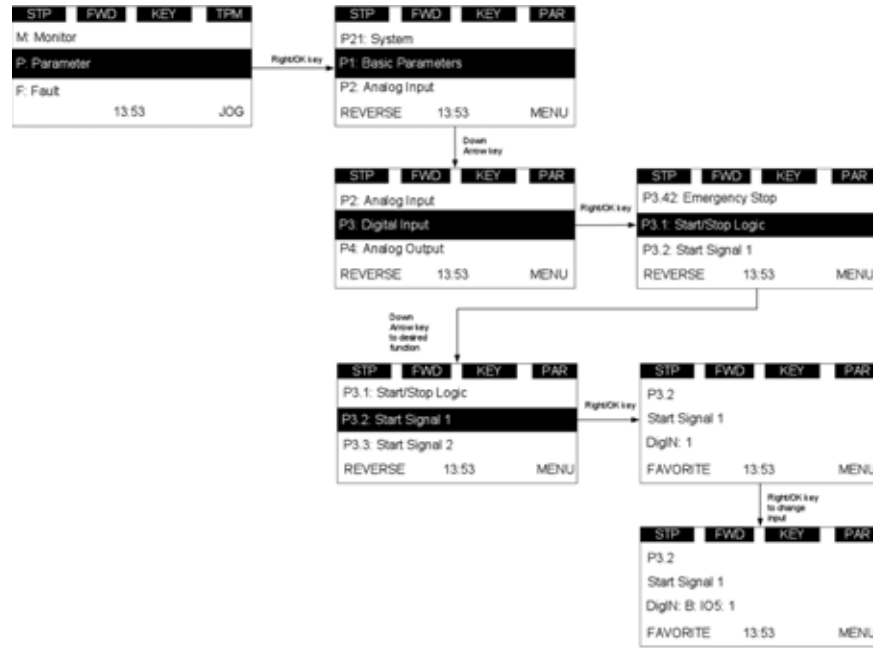 STP FWD KEY TPM
M: Monitor
P: Parameter
F: Fault
13:53 JOG
Right/OK key
STP FWD KEY PAR
P21: System
P1: Basic Parameters
P2: Analog Input
REVERSE 13:53 MENU
Down
Arrow key
STP FWD KEY PAR
P2: Analog Input
P3: Digital Input
P4: Analog Output
REVERSE 13:53 MENU
Right/OK key
STP FWD KEY PAR
P3.42: Emergency Stop
P3.1: Start/Stop Logic
P3.2: Start Signal 1
REVERSE 13:53 MENU
Down
Arrow key
to desired
function
STP FWD KEY PAR
P3.1: Start/Stop Logic
P3.2: Start Signal 1
P3.3: Start Signal 2
REVERSE 13:53 MENU
Right/OK key
STP FWD KEY PAR
P3.2
Start Signal 1
DigIN: 1
FAVORITE 13:53 MENU
Right/OK key
to change
input
STP FWD KEY PAR
P3.2
Start Signal 1
DigIN: B: IO5: 1
FAVORITE 13:53 MENU